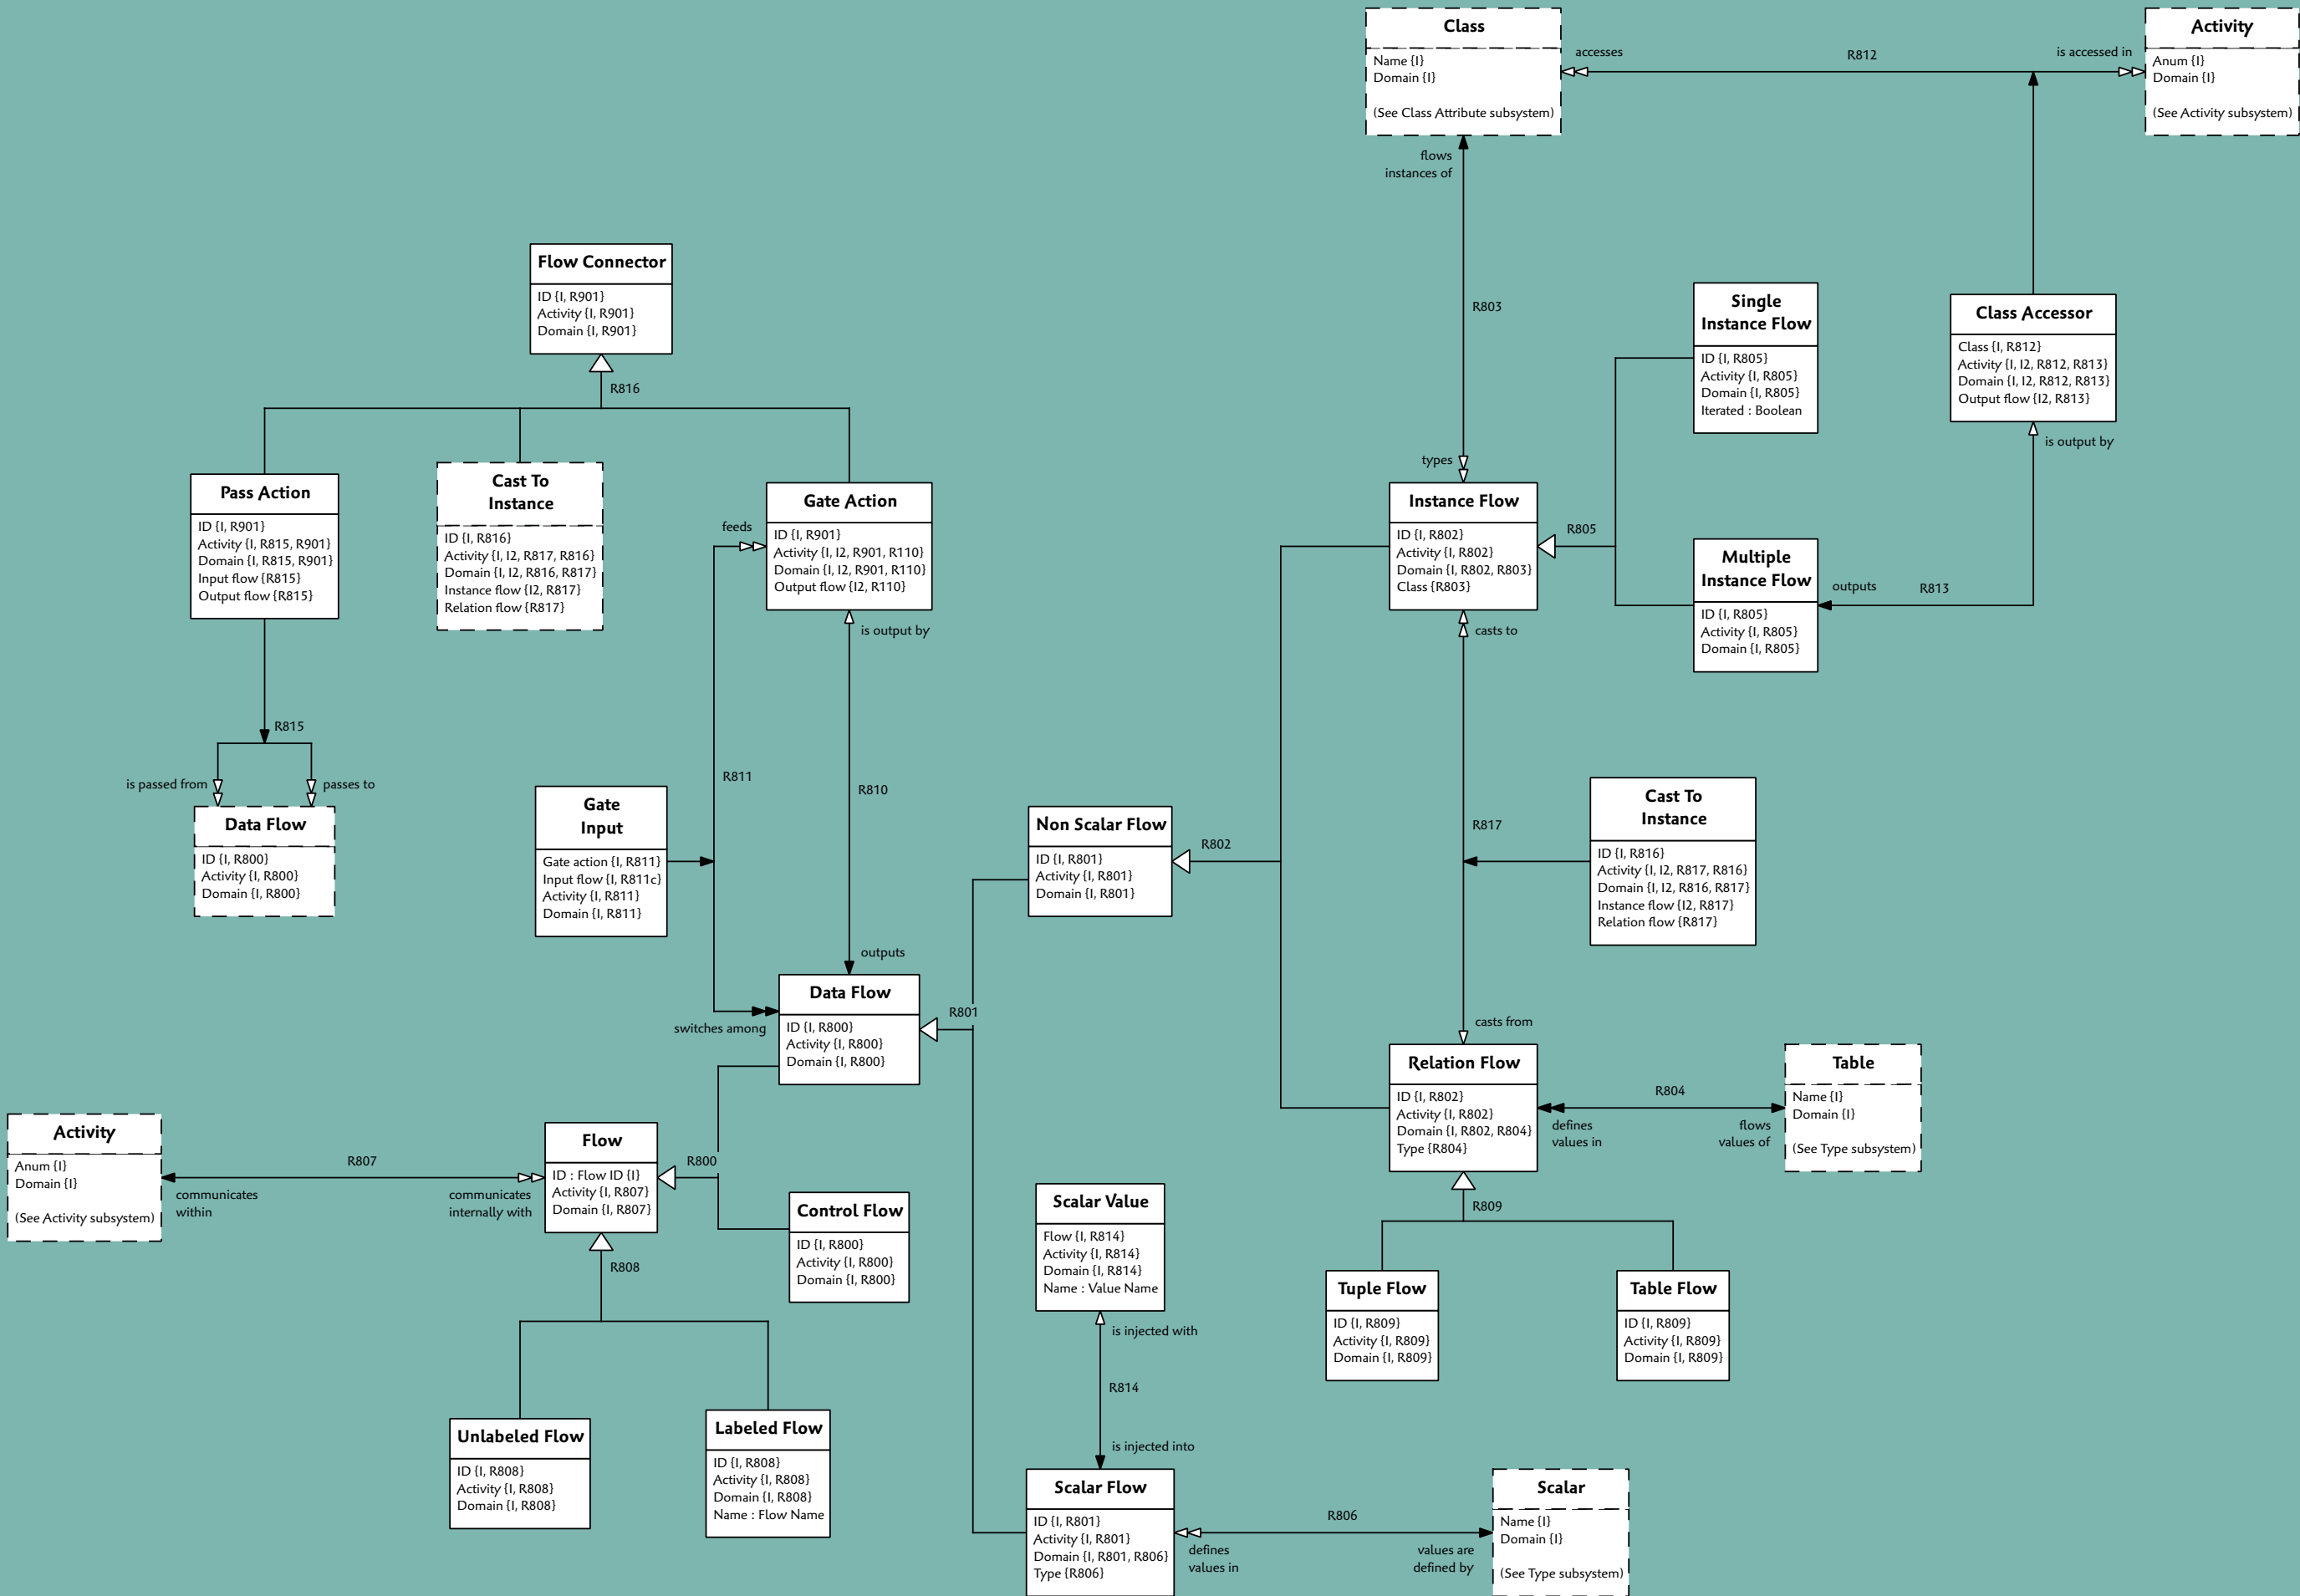 Class
Name {I}
Domain {I}
(See Class Attribute subsystem)
accesses
R812
is accessed in
Activity
Anum {I}
Domain {I}
(See Activity subsystem)
flows
instances of
R803
types
Flow Connector
ID {I, R901}
Activity {I, R901}
Domain {I, R901}
R816
Single
Instance Flow
ID {I, R805}
Activity {I, R805}
Domain {I, R805}
Iterated : Boolean
Class Accessor
Class {I, R812}
Activity {I, I2, R812, R813}
Domain {I, I2, R812, R813}
Output flow {I2, R813}
is output by
Pass Action
ID {I, R901}
Activity {I, R815, R901}
Domain {I, R815, R901}
Input flow {R815}
Output flow {R815}
Cast To
Instance
ID {I, R816}
Activity {I, I2, R817, R816}
Domain {I, I2, R816, R817}
Instance flow {I2, R817}
Relation flow {R817}
feeds
Gate Action
ID {I, R901}
Activity {I, I2, R901, R110}
Domain {I, I2, R901, R110}
Output flow {I2, R110}
is output by
Instance Flow
ID {I, R802}
Activity {I, R802}
Domain {I, R802, R803}
Class {R803}
casts to
R805
Multiple
Instance Flow
ID {I, R805}
Activity {I, R805}
Domain {I, R805}
outputs
R813
R815
is passed from
passes to
Data Flow
ID {I, R800}
Activity {I, R800}
Domain {I, R800}
R811
R810
Gate
Input
Gate action {I, R811}
Input flow {I, R811c}
Activity {I, R811}
Domain {I, R811}
Non Scalar Flow
ID {I, R801}
Activity {I, R801}
Domain {I, R801}
R802
R817
Cast To
Instance
ID {I, R816}
Activity {I, I2, R817, R816}
Domain {I, I2, R816, R817}
Instance flow {I2, R817}
Relation flow {R817}
outputs
switches among
Data Flow
ID {I, R800}
Activity {I, R800}
Domain {I, R800}
R801
casts from
Relation Flow
ID {I, R802}
Activity {I, R802}
Domain {I, R802, R804}
Type {R804}
R804
defines
values in
flows
values of
Table
Name {I}
Domain {I}
(See Type subsystem)
Activity
Anum {I}
Domain {I}
(See Activity subsystem)
R807
communicates
within
communicates
internally with
Flow
ID : Flow ID {I}
Activity {I, R807}
Domain {I, R807}
R800
Control Flow
ID {I, R800}
Activity {I, R800}
Domain {I, R800}
R808
Scalar Value
Flow {I, R814}
Activity {I, R814}
Domain {I, R814}
Name : Value Name
is injected with
R814
is injected into
R809
Tuple Flow
ID {I, R809}
Activity {I, R809}
Domain {I, R809}
Table Flow
ID {I, R809}
Activity {I, R809}
Domain {I, R809}
Unlabeled Flow
ID {I, R808}
Activity {I, R808}
Domain {I, R808}
Labeled Flow
ID {I, R808}
Activity {I, R808}
Domain {I, R808}
Name : Flow Name
Scalar Flow
ID {I, R801}
Activity {I, R801}
Domain {I, R801, R806}
Type {R806}
R806
defines
values in
values are
defined by
Scalar
Name {I}
Domain {I}
(See Type subsystem)